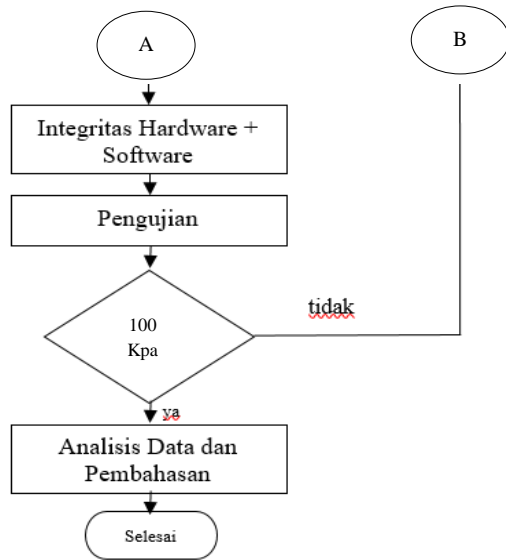 A
B
Integritas Hardware +
Software
Pengujian
100
Kpa
tidak
ya
Analisis Data dan
Pembahasan
Selesai